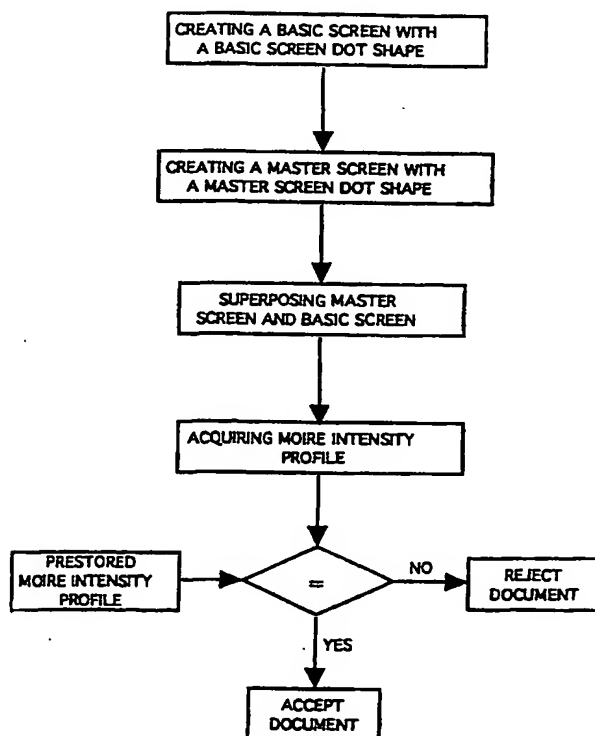 CREATING A BASIC SCREEN WITH
A BASIC SCREEN DOT SHAPE
CREATING A MASTER SCREEN WITH
A MASTER SCREEN DOT SHAPE
SUPERPOSING MASTER
SCREEN AND BASIC SCREEN
ACQUIRING MOIRE INTENSITY
PROFILE
PRESTORED
MOIRE INTENSITY
PROFILE
=
NO
REJECT
DOCUMENT
YES
ACCEPT
DOCUMENT